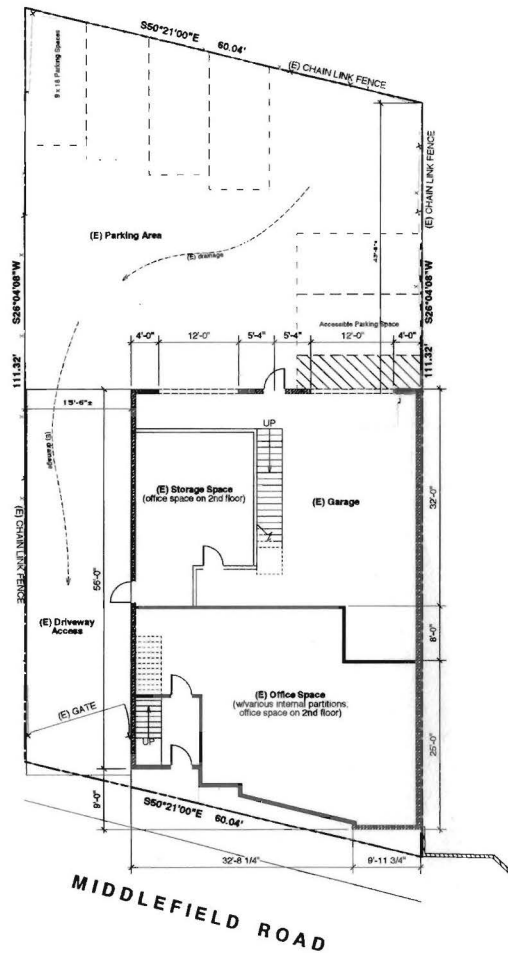 S50°21'00"E 60.04'
(E) CHAIN LINK FENCE
9 x 18 Parking Spaces
(E) CHAIN LINK FENCE
(E) Parking Area
(E) drainage
S26°04'08"W
111.32'
S26°04'08"W
111.32'
Accessible Parking Space
4'-0" 12'-0" 5'-4" 5'-4" 12'-0" 4'-0"
15'-6"±
(E) drainage
UP
(E) Storage Space
(office space on 2nd floor)
(E) Garage
32'-0"
(E) CHAIN LINK FENCE
(E) Driveway
Access
8'-0"
(E) Office Space
(w/various internal partitions;
office space on 2nd floor)
(E) GATE
UP
25'-0"
9'-0"
S50°21'00"E 60.04'
32'-8 1/4" 9'-11 3/4"
MIDDLEFIELD ROAD